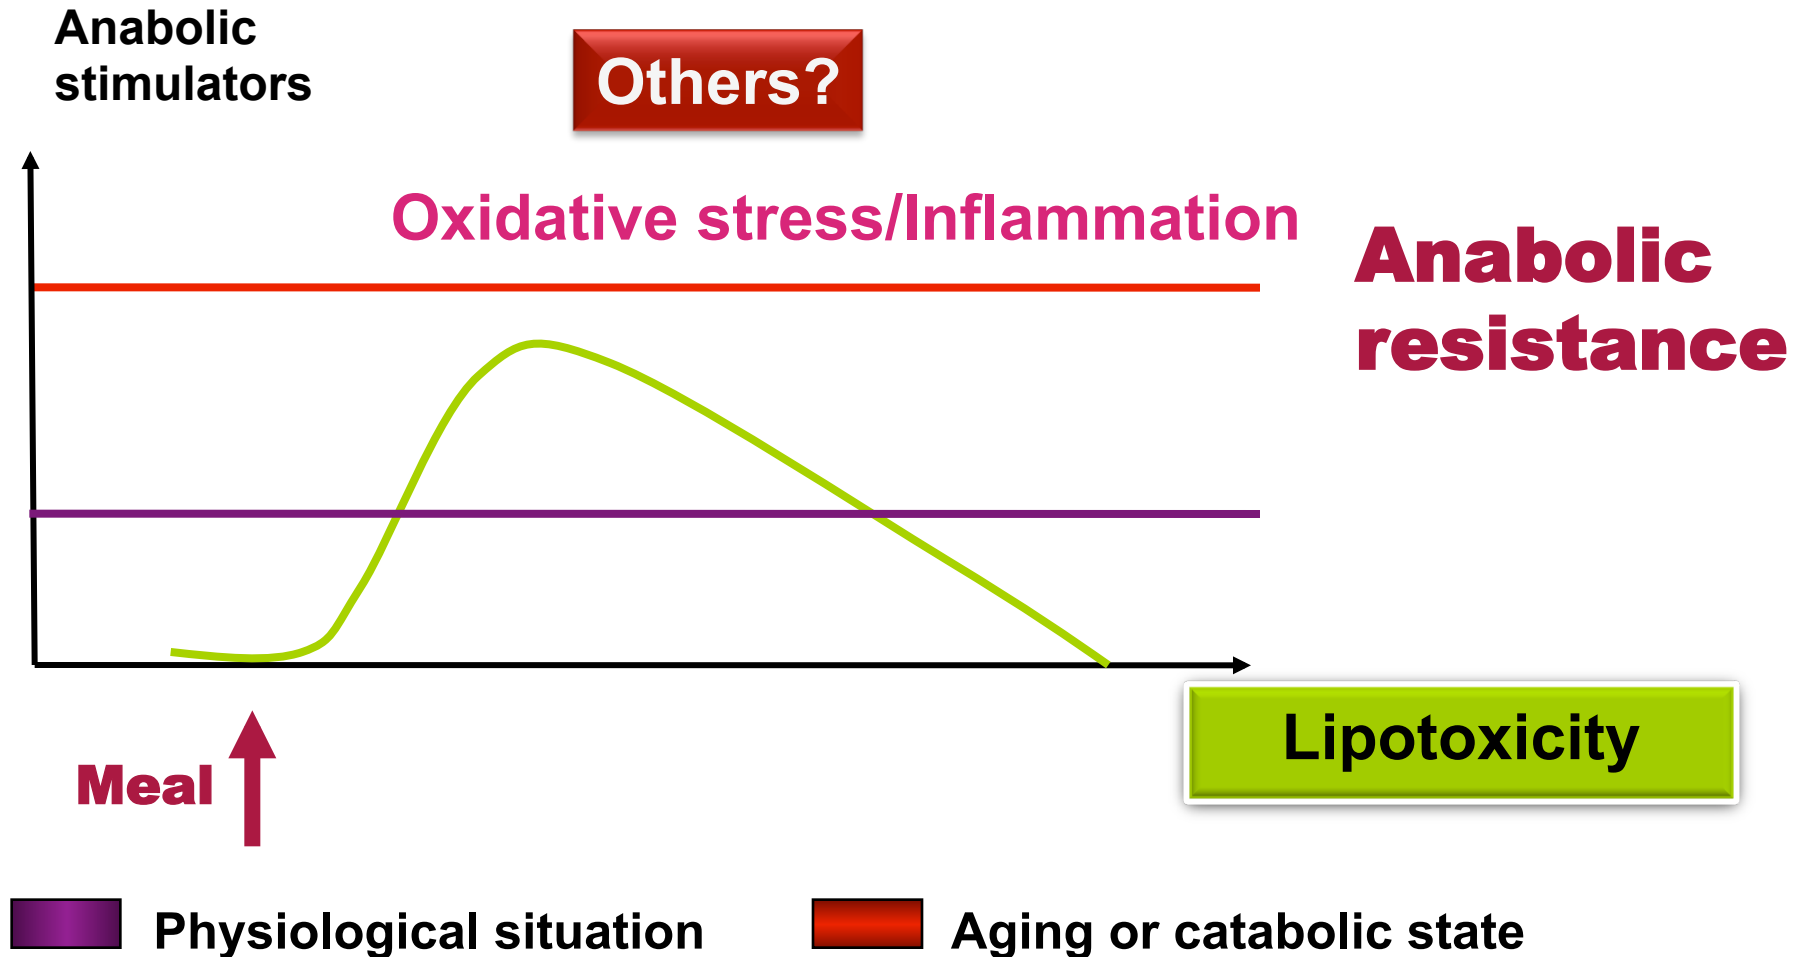 Anabolic
stimulators
Others?
Oxidative stress/Inflammation
Anabolic
resistance
Lipotoxicity
Meal
Physiological situation
Aging or catabolic state